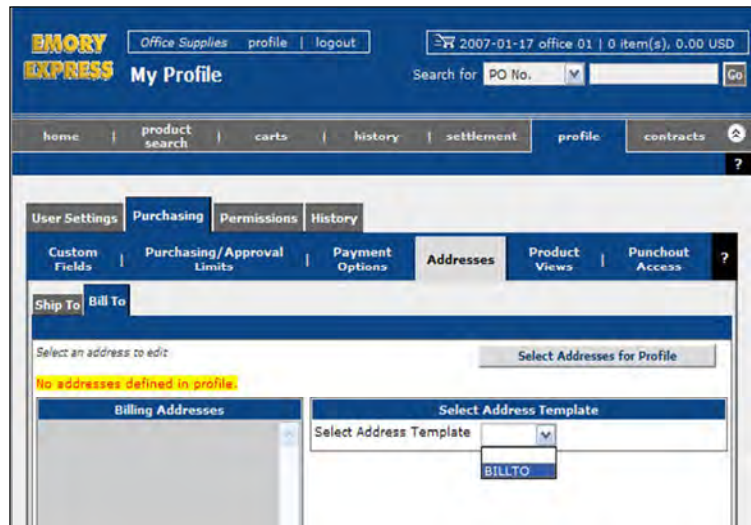 EMORY EXPRESS
Office Supplies profile | logout
2007-01-17 office 01 | 0 item(s), 0.00 USD
My Profile
Search for PO No. Go
home | product search | carts | history | settlement profile contracts
?
User Settings Purchasing Permissions History
Custom Fields | Purchasing/Approval Limits | Payment Options Addresses Product Views | Punchout Access ?
Ship To Bill To
Select an address to edit
Select Addresses for Profile
No addresses defined in profile.
Billing Addresses
Select Address Template
Select Address Template
BILLTO